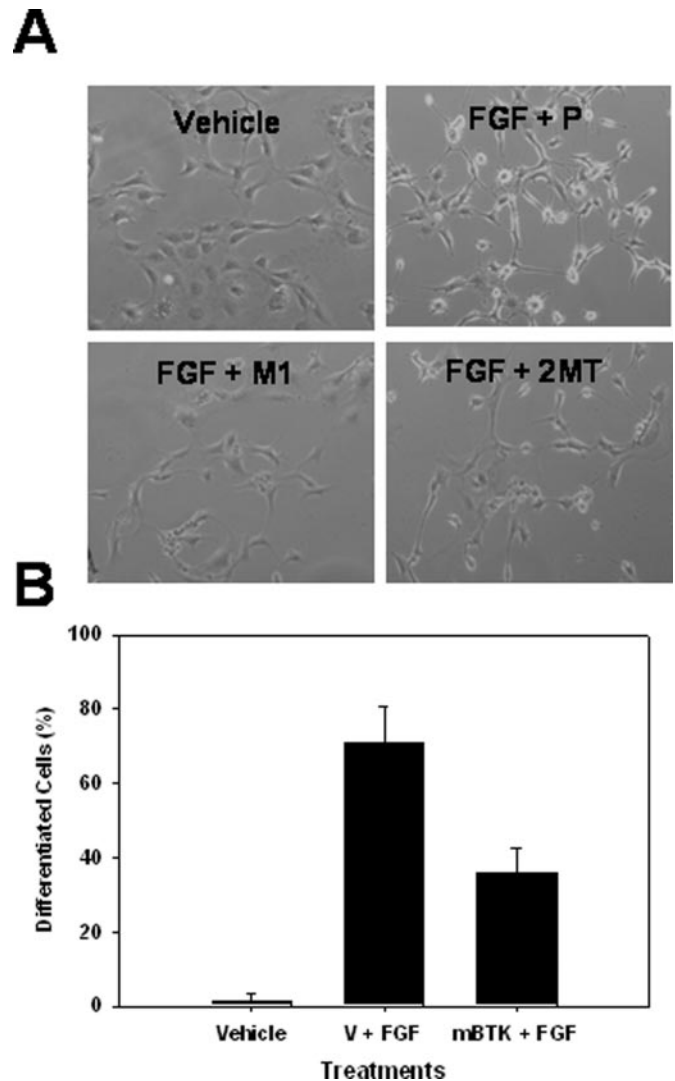 A
Vehicle
FGF + P
FGF + M1
FGF + 2MT
B
100
80
60
40
20
0
Differentiated Cells (%)
Vehicle
V + FGF
mBTK + FGF
Treatments